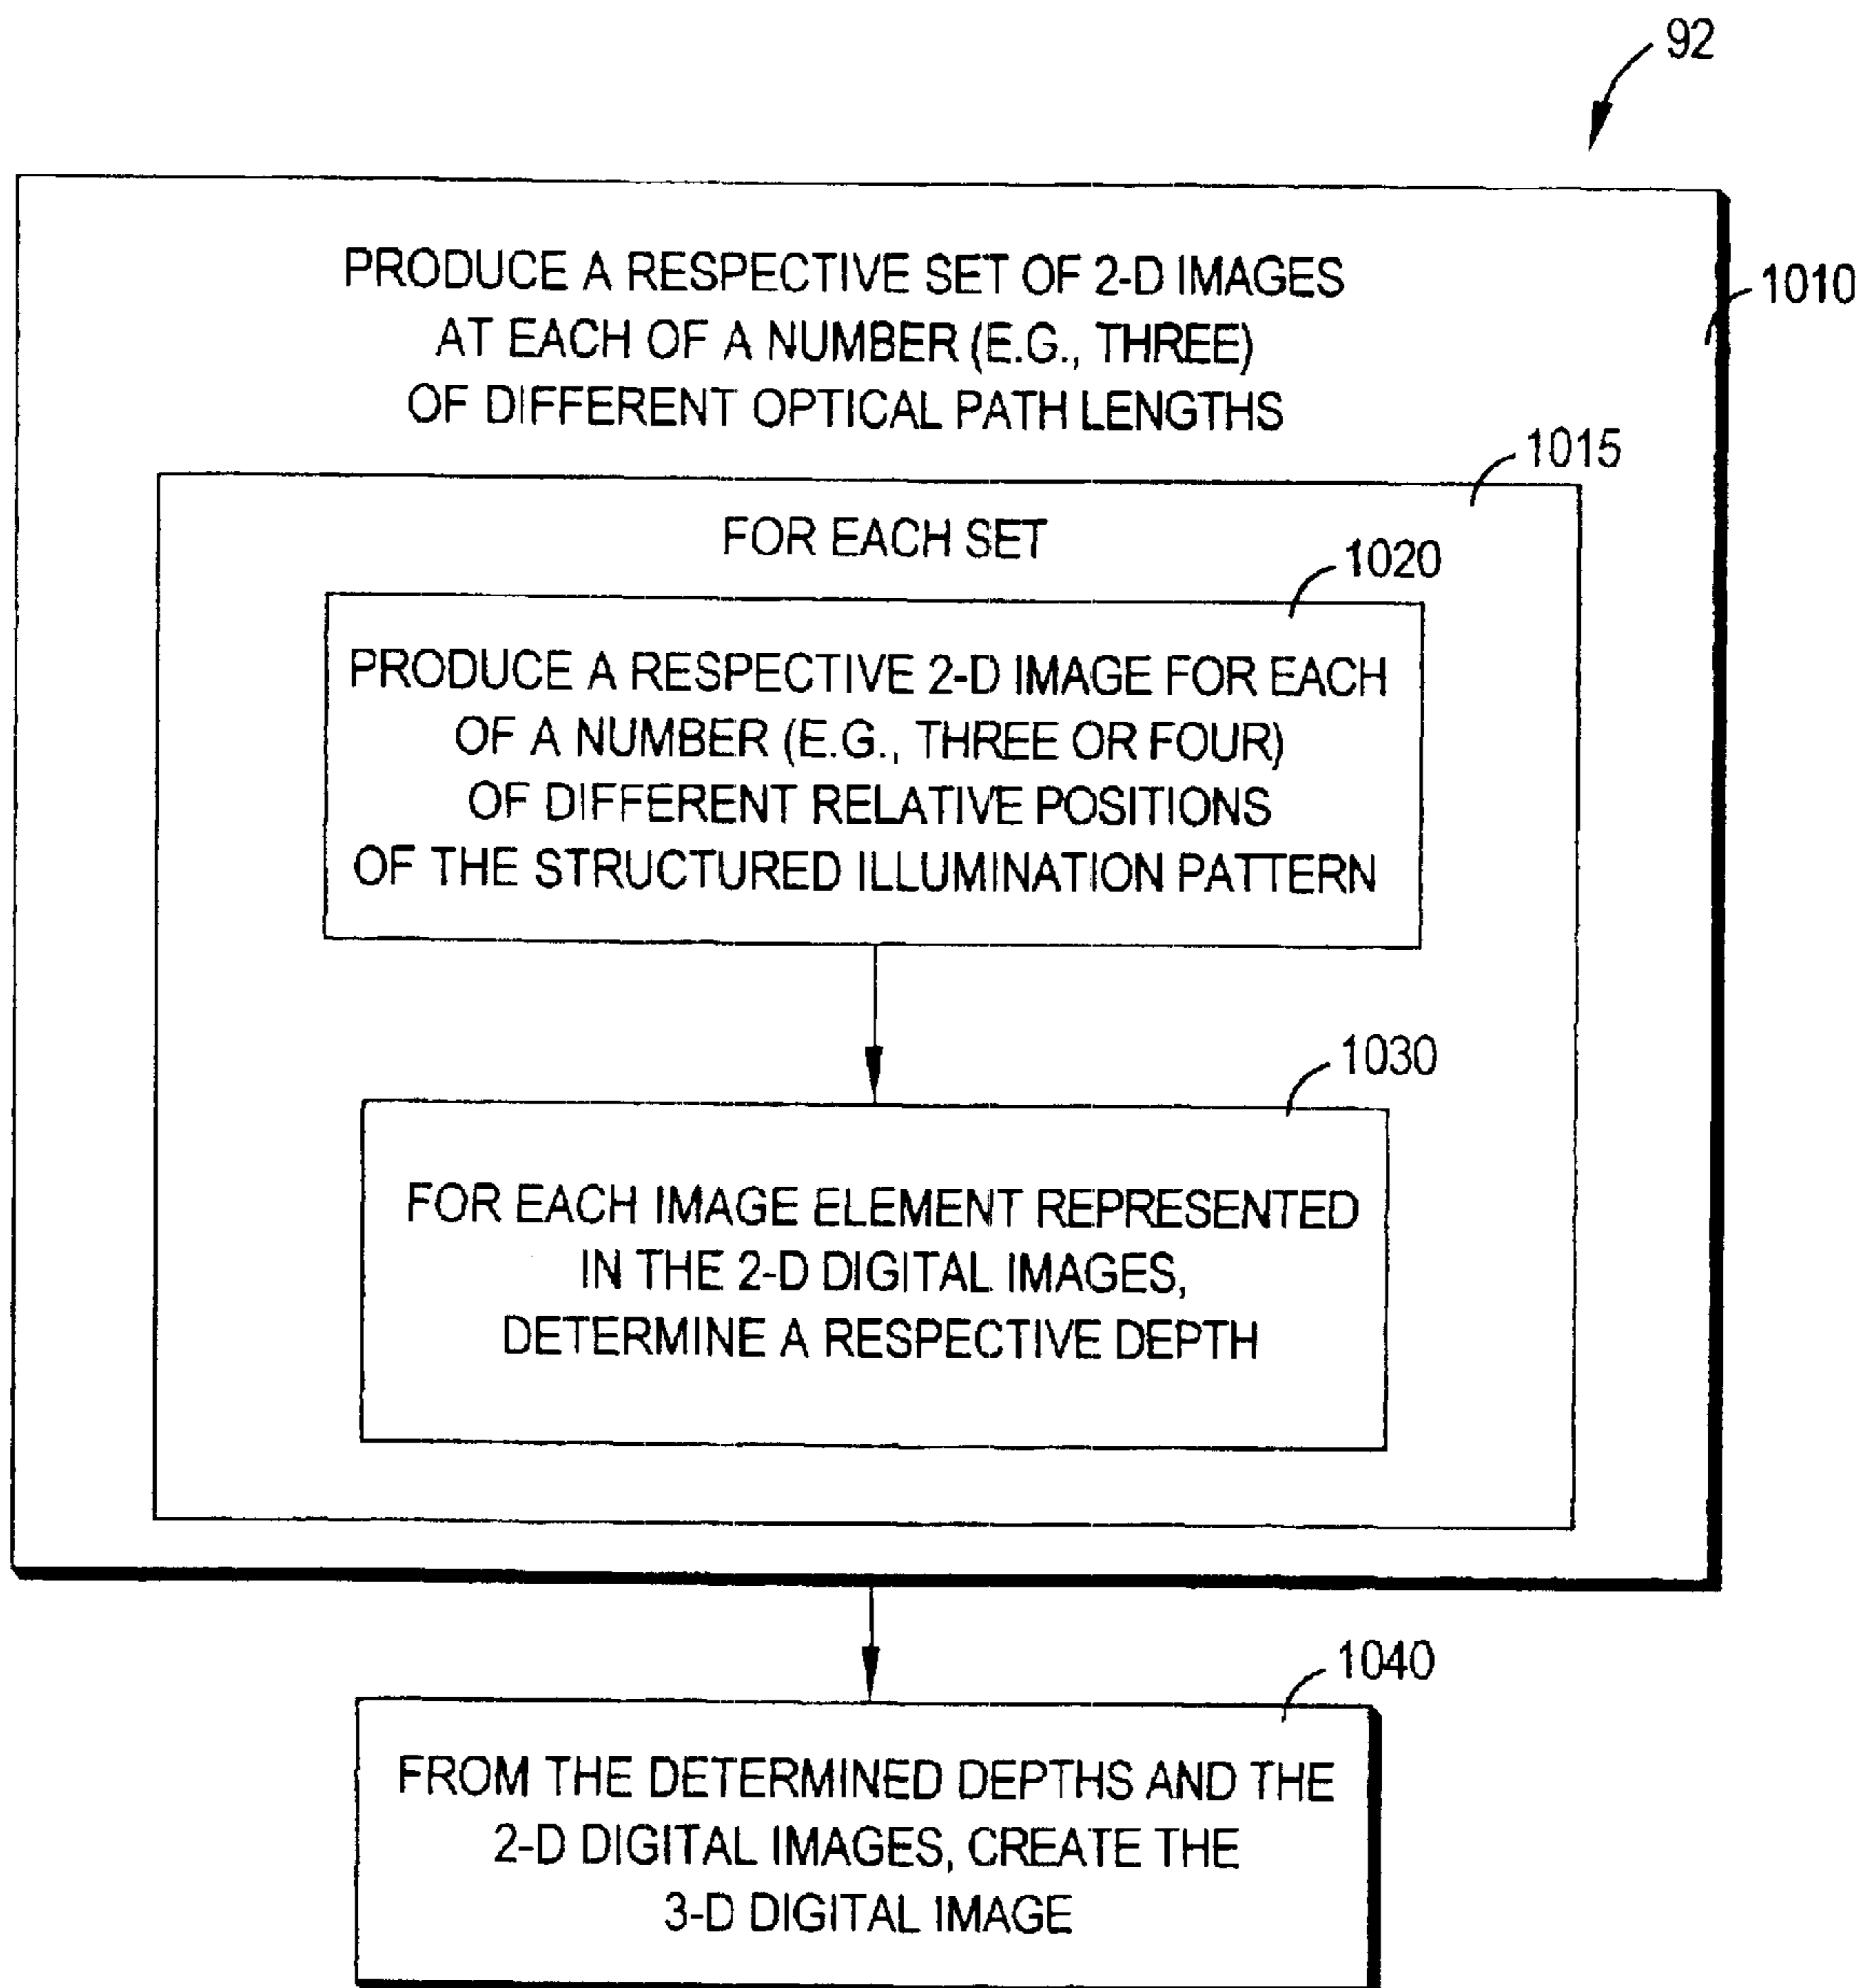 92
PRODUCE A RESPECTIVE SET OF 2-D IMAGES
AT EACH OF A NUMBER (E.G., THREE)
OF DIFFERENT OPTICAL PATH LENGTHS
1010
1015
FOR EACH SET
1020
PRODUCE A RESPECTIVE 2-D IMAGE FOR EACH
OF A NUMBER (E.G., THREE OR FOUR)
OF DIFFERENT RELATIVE POSITIONS
OF THE STRUCTURED ILLUMINATION PATTERN
1030
FOR EACH IMAGE ELEMENT REPRESENTED
IN THE 2-D DIGITAL IMAGES,
DETERMINE A RESPECTIVE DEPTH
1040
FROM THE DETERMINED DEPTHS AND THE
2-D DIGITAL IMAGES, CREATE THE
3-D DIGITAL IMAGE